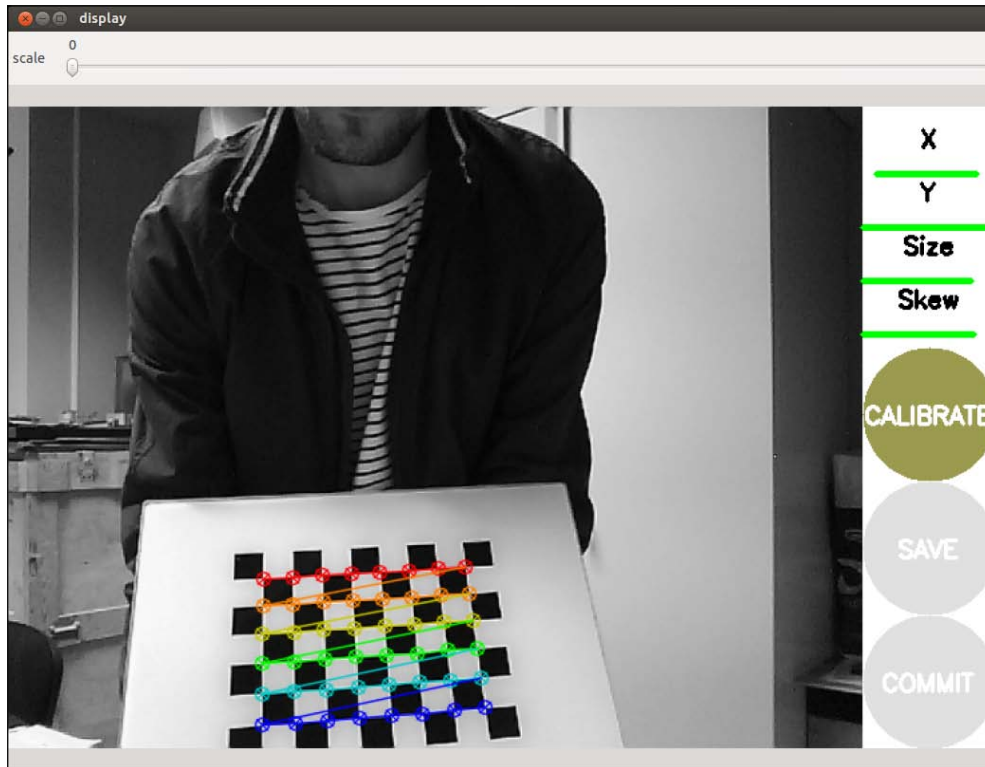 display
0
scale
X
Y
Size
Skew
CALIBRATE
SAVE
COMMIT